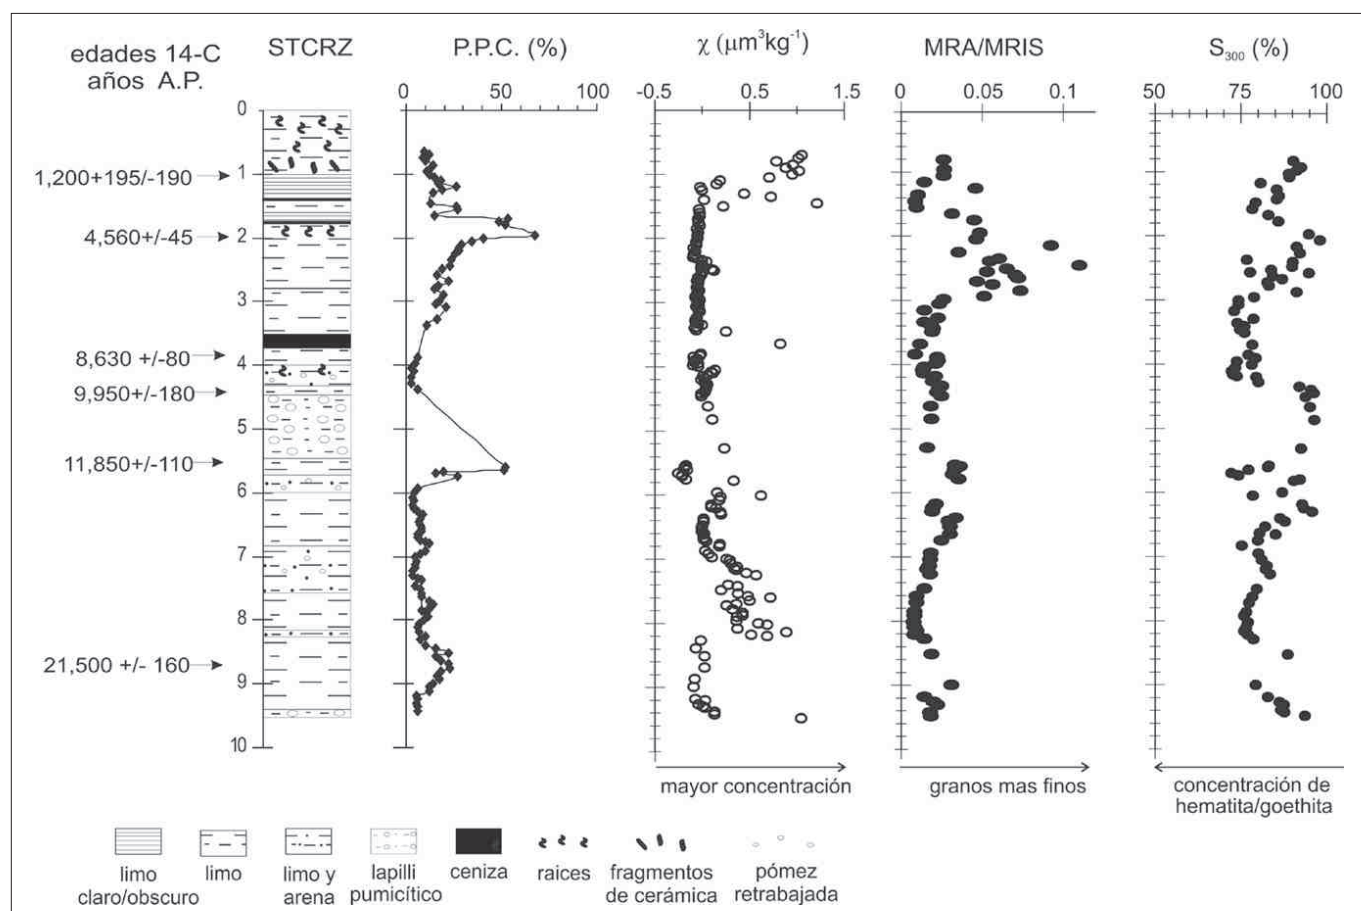 edades 14-C
años A.P.
STCRZ
P.P.C. (%)
χ (μm³kg⁻¹)
MRA/MRIS
S₃₀₀ (%)
0 50 100
-0.5 0.5 1.5
0 0.05 0.1
50 75 100
0
1
2
3
4
5
6
7
8
9
10
1,200+195/-190
4,560+/-45
8,630 +/-80
9,950+/-180
11,850+/-110
21,500 +/- 160
mayor concentración
granos mas finos
concentración de
hematita/goethita
limo
claro/obscuro
limo
limo y
arena
lapilli
pumicítico
ceniza
raices
fragmentos
de cerámica
pómez
retrabajada